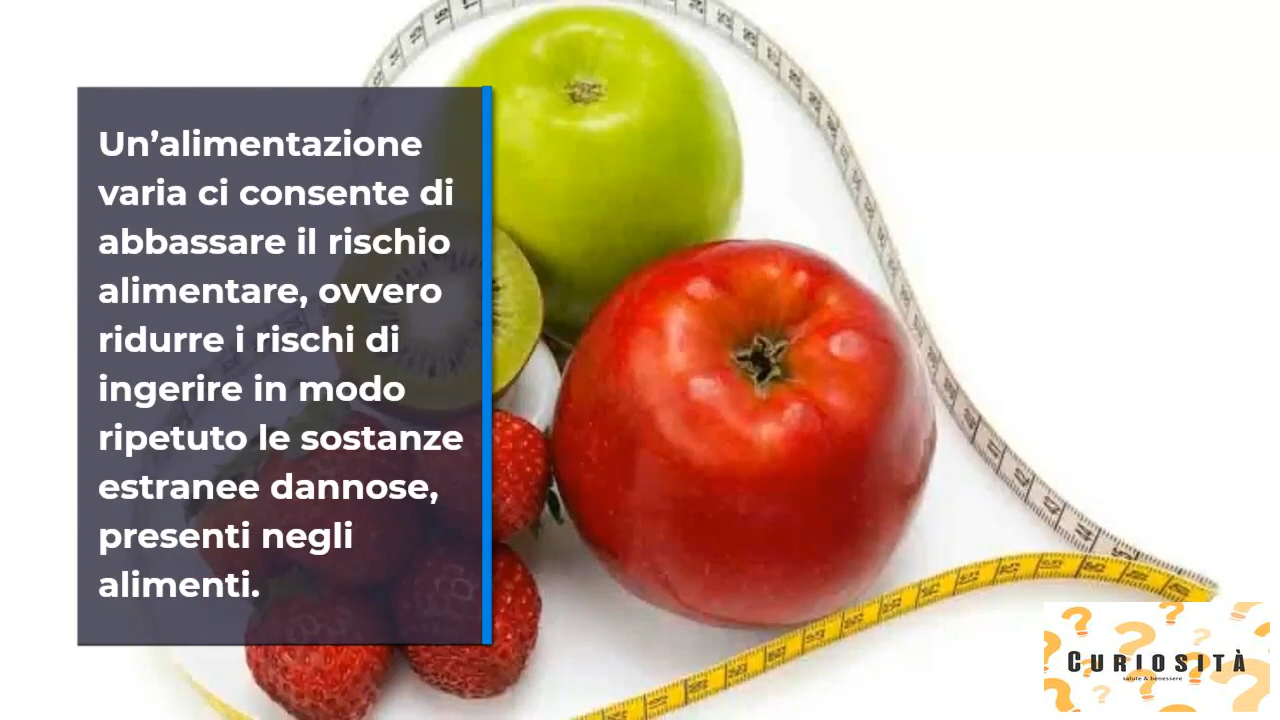 Un’alimentazione
varia ci consente di
abbassare il rischio
alimentare, ovvero
ridurre i rischi di
ingerire in modo
ripetuto le sostanze
estranee dannose,
presenti negli
alimenti.
CURIOSITÀ
salute & benessere